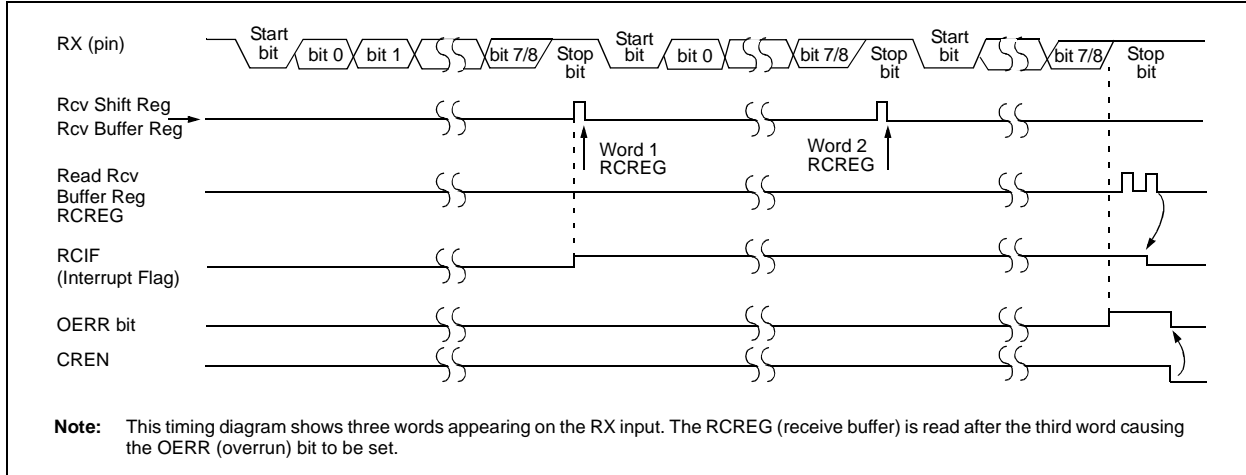 RX (pin)
Start bit
bit 0
bit 1
bit 7/8
Stop bit
Start bit
bit 0
bit 7/8
Stop bit
Start bit
bit 7/8
Stop bit
Rcv Shift Reg
Rcv Buffer Reg
Word 1
RCREG
Word 2
RCREG
Read Rcv
Buffer Reg
RCREG
RCIF
(Interrupt Flag)
OERR bit
CREN
Note: This timing diagram shows three words appearing on the RX input. The RCREG (receive buffer) is read after the third word causing
the OERR (overrun) bit to be set.